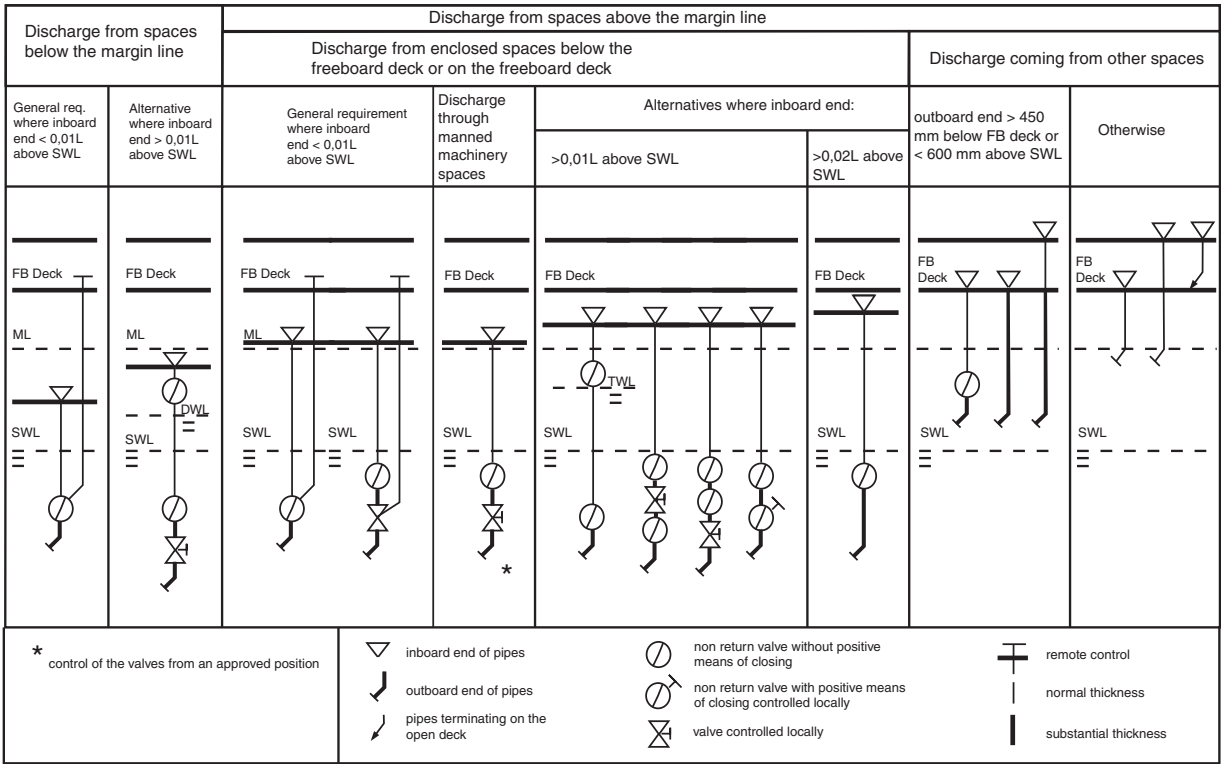 Discharge from spaces
below the margin line
Discharge from spaces above the margin line
Discharge from enclosed spaces below the
freeboard deck or on the freeboard deck
Discharge coming from other spaces
General req.
where inboard
end < 0,01L
above SWL
Alternative
where inboard
end > 0,01L
above SWL
General requirement
where inboard
end < 0,01L
above SWL
Discharge
through
manned
machinery
spaces
Alternatives where inboard end:
>0,01L above SWL
>0,02L above
SWL
outboard end > 450
mm below FB deck or
< 600 mm above SWL
Otherwise
FB Deck
ML
SWL
FB Deck
ML
DWL
SWL
FB Deck
ML
SWL
SWL
FB Deck
SWL
FB Deck
TWL
SWL
FB Deck
SWL
FB
Deck
SWL
FB
Deck
SWL
*
* control of the valves from an approved position
inboard end of pipes
outboard end of pipes
pipes terminating on the
open deck
non return valve without positive
means of closing
non return valve with positive means
of closing controlled locally
valve controlled locally
remote control
normal thickness
substantial thickness